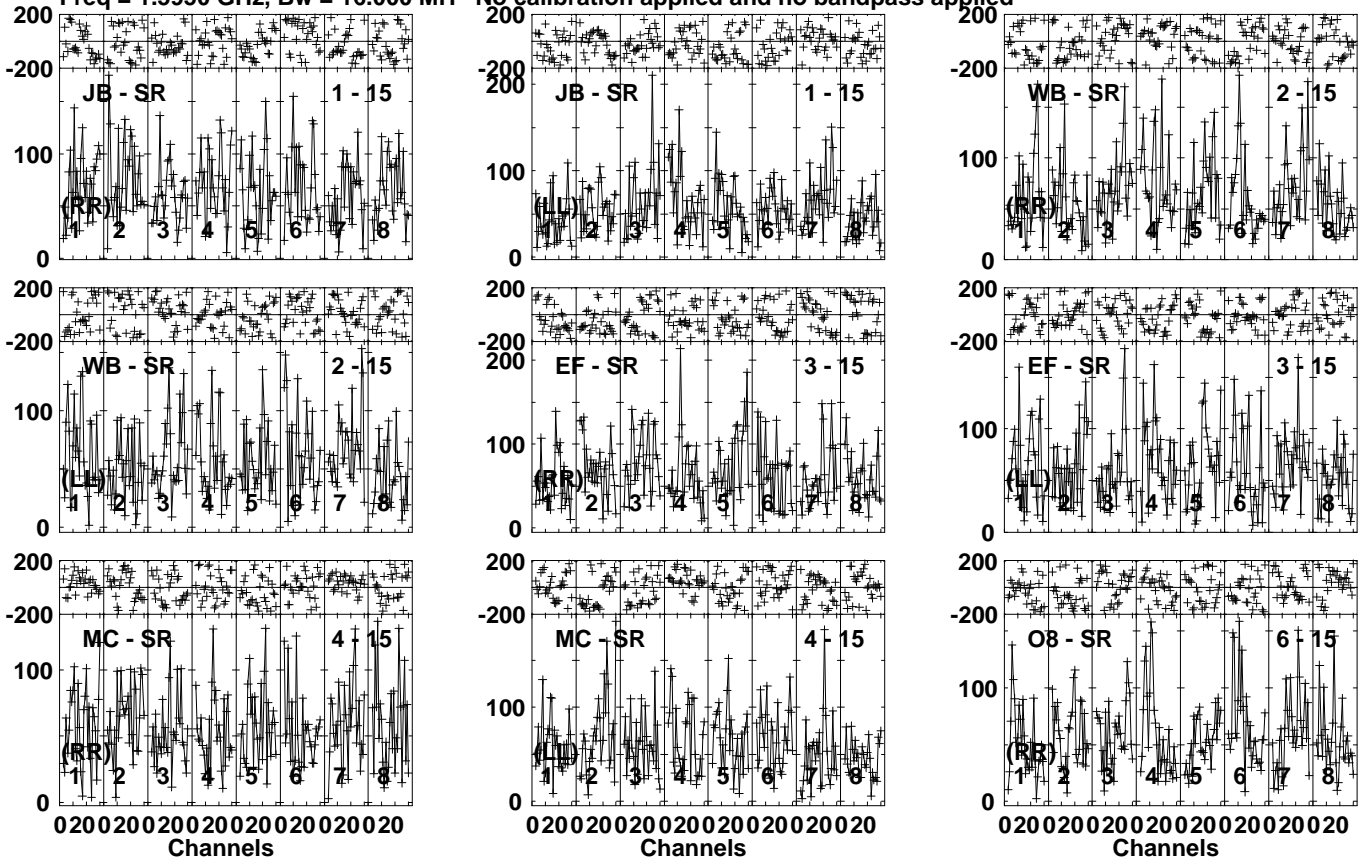 Freq = 1.5950 GHz, Bw = 16.000 MH No calibration applied and no bandpass applied
200 200 200
-200 -200 -200
200
JB - SR 1 - 15 JB - SR 1 - 15 WB - SR 2 - 15
100 100 100
(RR) (LL) (RR)
1 2 3 4 5 6 7 8 1 2 3 4 5 6 7 8 1 2 3 4 5 6 7 8
0 0 0
200 200 200
-200 -200 -200
200
WB - SR 2 - 15 EF - SR 3 - 15 EF - SR 3 - 15
100 100 100
(LL) (RR) (LL)
1 2 3 4 5 6 7 8 1 2 3 4 5 6 7 8 1 2 3 4 5 6 7 8
0 0 0
200 200 200
-200 -200 -200
MC - SR 4 - 15 MC - SR 4 - 15 O8 - SR 6 - 15
100 100 100
(RR) (LL) (RR)
1 2 3 4 5 6 7 8 1 2 3 4 5 6 7 8 1 2 3 4 5 6 7 8
0 0 0
0 20 0 20 0 20 0 20 0 20 0 20 0 20 0 20 0 20 0 20 0 20 0 20 0 20 0 20 0 20 0 20 0 20 0 20 0 20 0 20 0 20 0 20 0 20 0 20
Channels Channels Channels